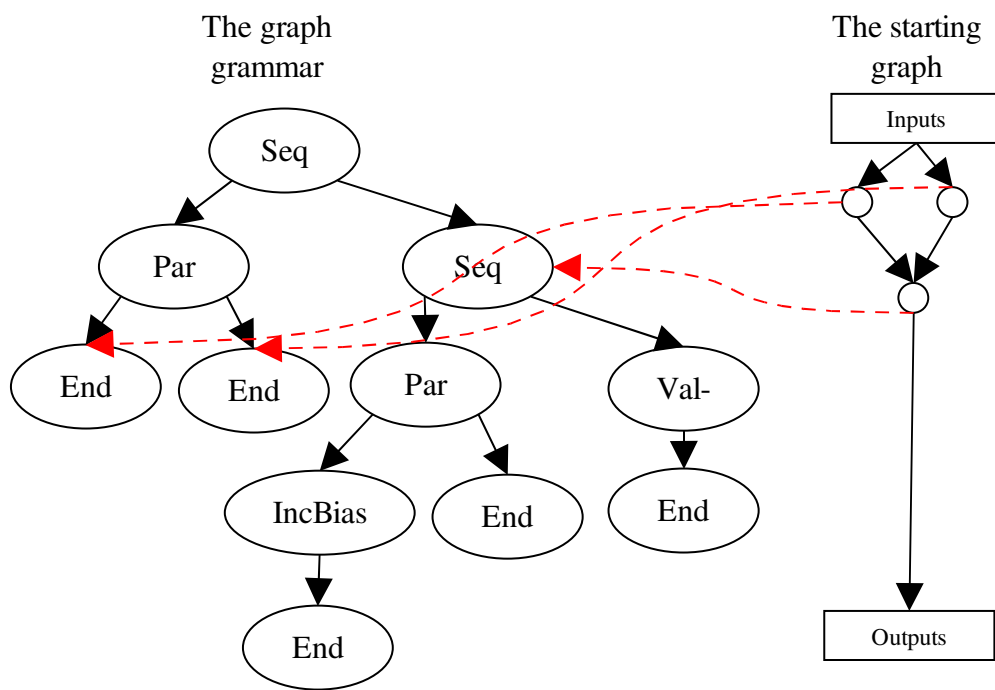 The graph
grammar
The starting
graph
Inputs
Seq
Par
Seq
End
End
Par
Val-
IncBias
End
End
End
Outputs